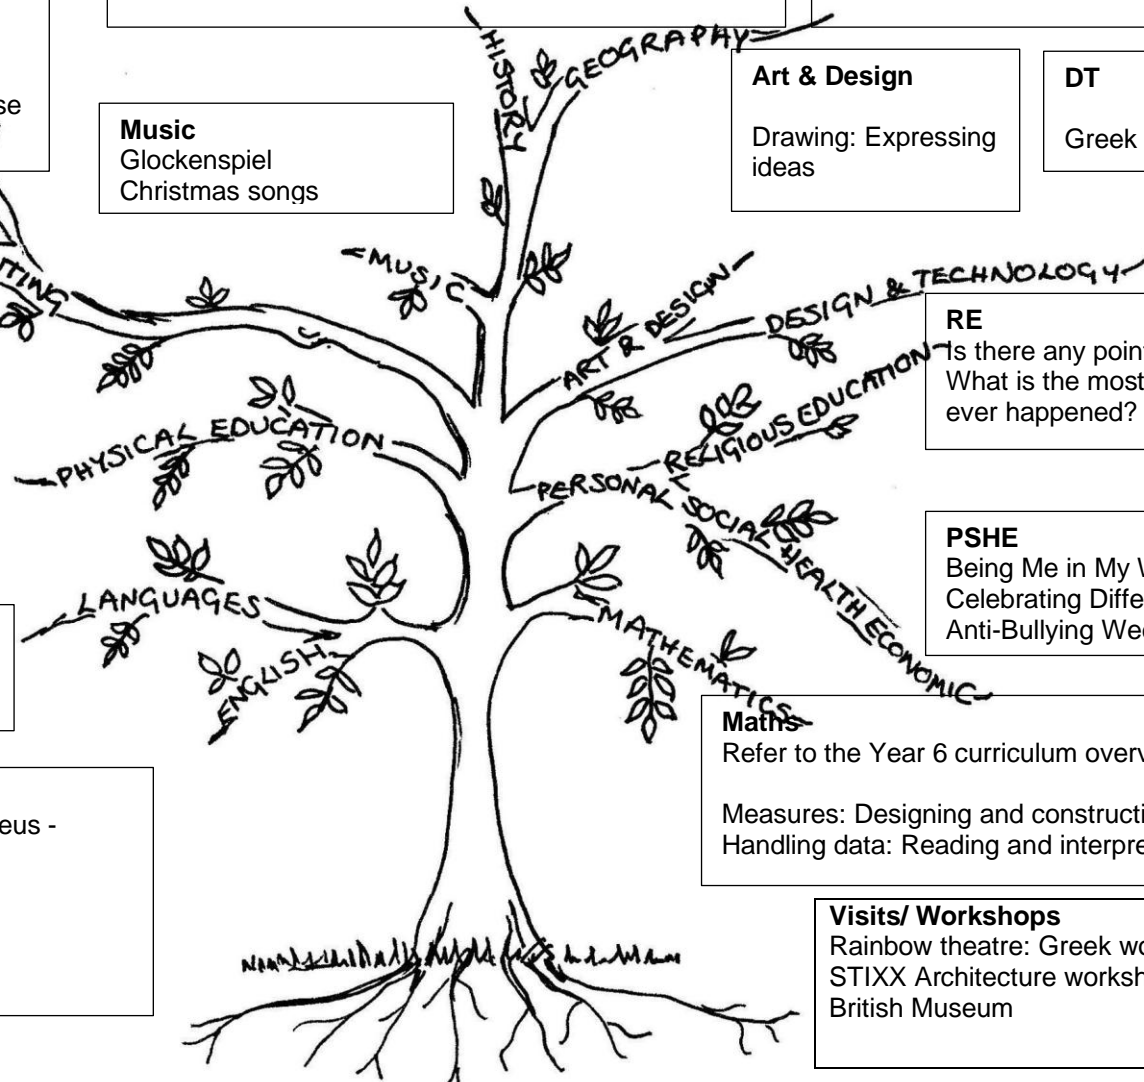 se
Music
Glockenspiel
Christmas songs
HISTORY
GEOGRAPHY
Art & Design
Drawing: Expressing
ideas
DT
Greek
MUSIC
ART & DESIGN
DESIGN & TECHNOLOGY
RE
Is there any poin
What is the most
ever happened?
PHYSICAL EDUCATION
RELIGIOUS EDUCATION
PERSONAL SOCIAL HEALTH ECONOMIC
PSHE
Being Me in My
Celebrating Diffe
Anti-Bullying We
LANGUAGES
ENGLISH
MATHEMATICS
Maths
Refer to the Year 6 curriculum overv
Measures: Designing and constructi
Handling data: Reading and interpre
eus -
Visits/ Workshops
Rainbow theatre: Greek wo
STIXX Architecture worksh
British Museum